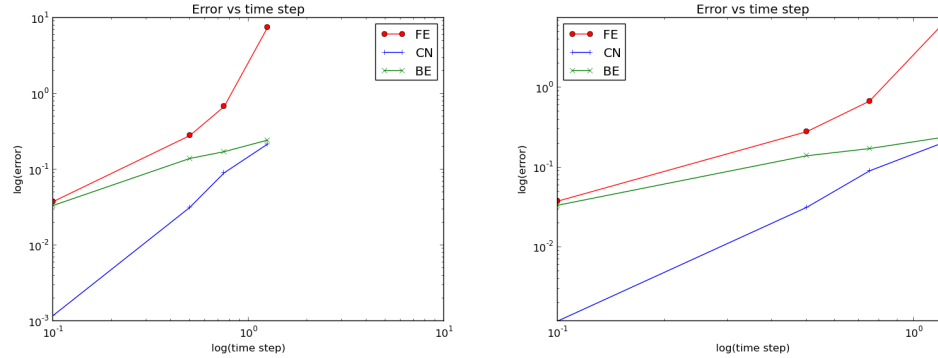 Error vs time step
10^1
10^0
10^-1
10^-2
10^-3
log(error)
FE
CN
BE
10^-1
10^0
10^1
log(time step)
Error vs time step
10^0
10^-1
10^-2
log(error)
FE
CN
BE
10^-1
10^0
log(time step)